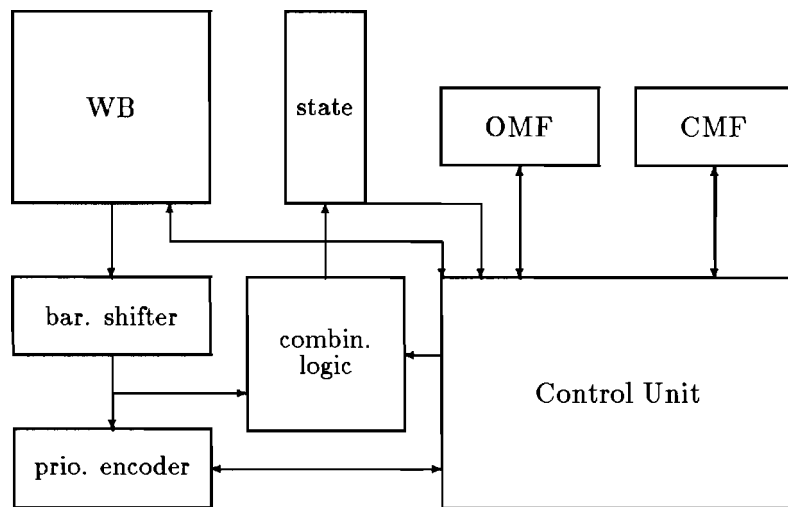 WB
state
OMF
CMF
bar. shifter
combin.
logic
Control Unit
prio. encoder